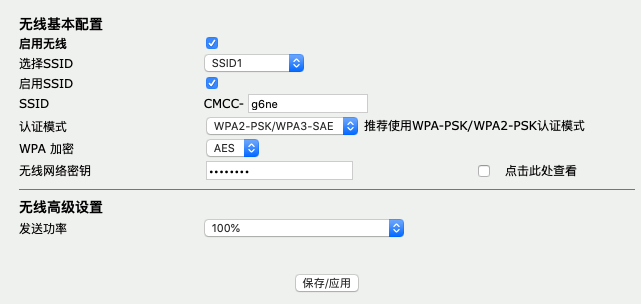 无线基本配置
启用无线
选择SSID SSID1
启用SSID
SSID CMCC- g6ne
认证模式 WPA2-PSK/WPA3-SAE 推荐使用WPA-PSK/WPA2-PSK认证模式
WPA 加密 AES
无线网络密钥 •••••••• 点击此处查看
无线高级设置
发送功率 100%
保存/应用